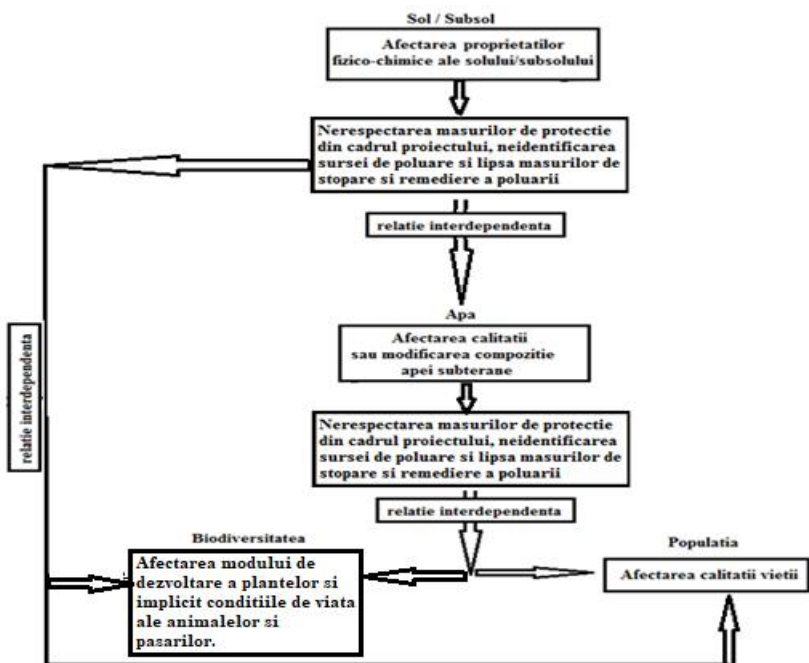 Sol / Subsol
Afectarea proprietatilor
fizico-chimice ale solului/subsolului
Nerespectarea masurilor de protectie
din cadrul proiectului, neidentificarea
sursei de poluare si lipsa masurilor de
stopare si remediere a poluarii
relatie interdependenta
relatie interdependenta
Apa
Afectarea calitatii
sau modificarea compozitie
apei subterane
Nerespectarea masurilor de protectie
din cadrul proiectului, neidentificarea
sursei de poluare si lipsa masurilor de
stopare si remediere a poluarii
relatie interdependenta
Biodiversitatea
Afectarea modului de
dezvoltare a plantelor si
implicit conditiile de viata
ale animalelor si
pasarilor.
Populatia
Afectarea calitatii vietii